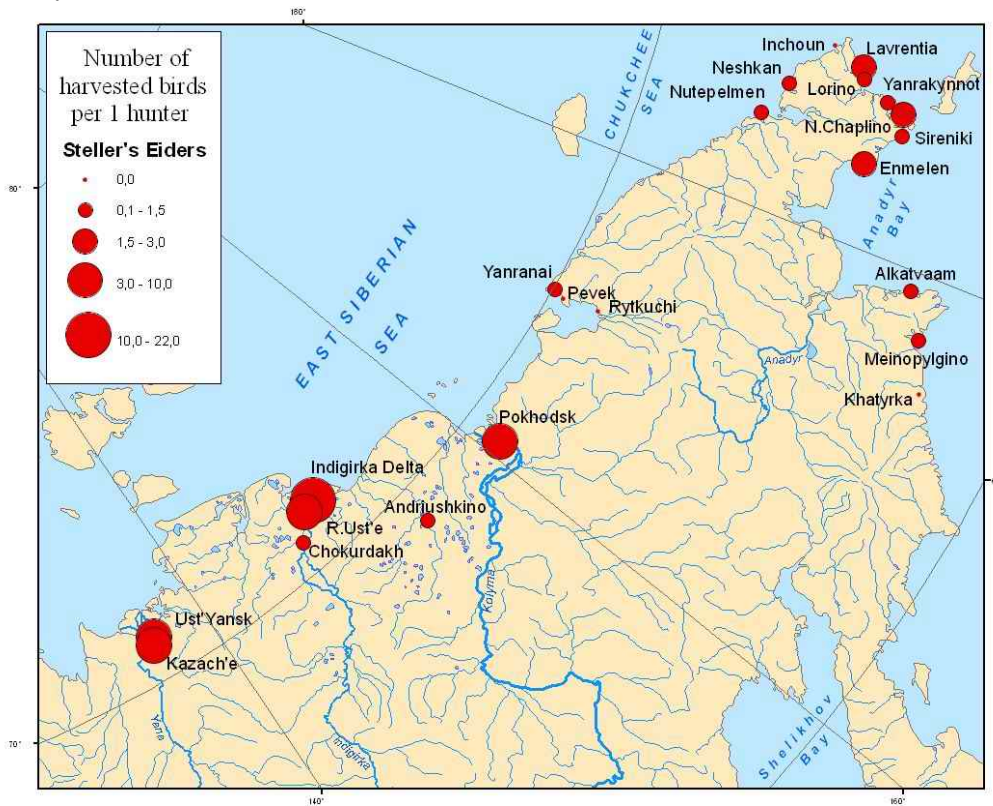 180°
Number of
harvested birds
per 1 hunter
Steller's Eiders
0,0
0,1 - 1,5
1,5 - 3,0
3,0 - 10,0
10,0 - 22,0
Inchoun
Lavrentia
Neshkan
Lorino
Yanrakynnot
Nutepelmen
N.Chaplino
Sireniki
Enmelen
CHUKCHEE
SEA
Anadyr
Bay
EAST SIBERIAN
SEA
Yanranai
Pevek
Rytkuchi
Alkatvaam
Anadyr
Meinopylgino
Khatyrka
Pokhodsk
Indigirka Delta
Andriushkino
R.Ust'e
Chokurdakh
Kolyma
Ust'Yansk
Kazach'e
Yana
Indigirka
Shelikhov
Bay
70°
140°
160°